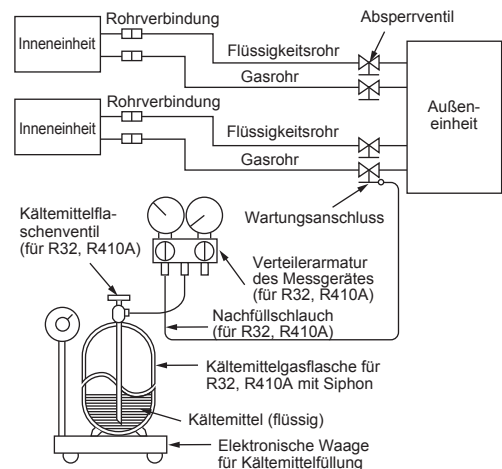 Rohrverbindung
Absperrventil
Inneneinheit
Flüssigkeitsrohr
Gasrohr
Rohrverbindung
Inneneinheit
Flüssigkeitsrohr
Gasrohr
Außen-
einheit
Wartungsanschluss
Kältemittelfla-
schenventil
(für R32, R410A)
Verteilerarmatur
des Messgerätes
(für R32, R410A)
Nachfüllschlauch
(für R32, R410A)
Kältemittelgasflasche für
R32, R410A mit Siphon
Kältemittel (flüssig)
Elektronische Waage
für Kältemittelfüllung